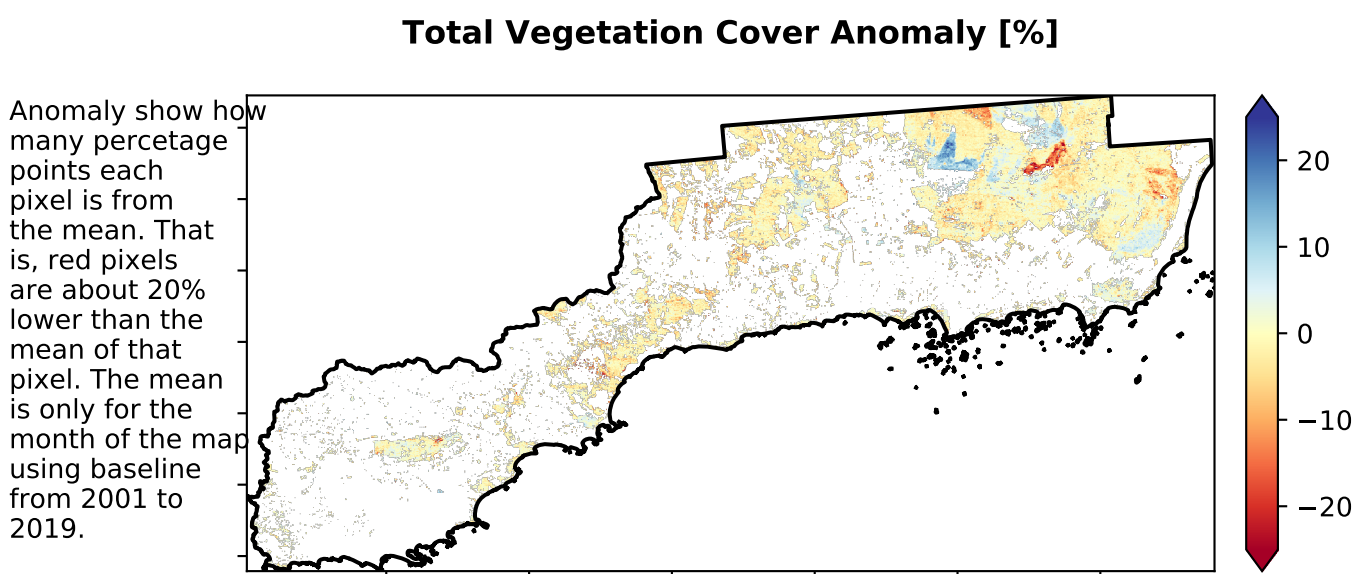 Total Vegetation Cover Anomaly [%]
Anomaly show how
many percetage
points each
pixel is from
the mean. That
is, red pixels
are about 20%
lower than the
mean of that
pixel. The mean
is only for the
month of the map
using baseline
from 2001 to
2019.
20
10
0
−10
−20